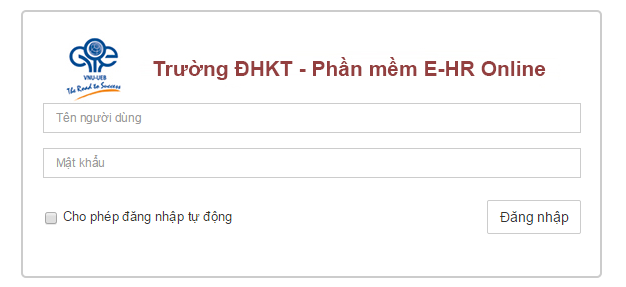 VNU-UEB
The Road to Success
Trường ĐHKT - Phần mềm E-HR Online
Tên người dùng
Mật khẩu
Cho phép đăng nhập tự động
Đăng nhập